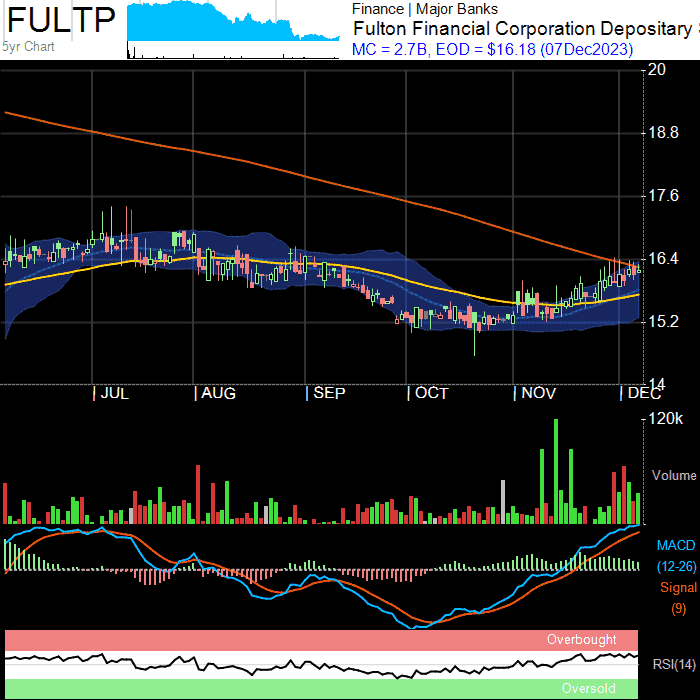 FULTP
5yr Chart
Finance | Major Banks
Fulton Financial Corporation Depositary
MC = 2.7B, EOD = $16.18 (07Dec2023)
20
18.8
17.6
16.4
15.2
14
| JUL | AUG | SEP | OCT | NOV | DEC
120k
Volume
MACD
(12-26)
Signal
(9)
Overbought
RSI(14)
Oversold